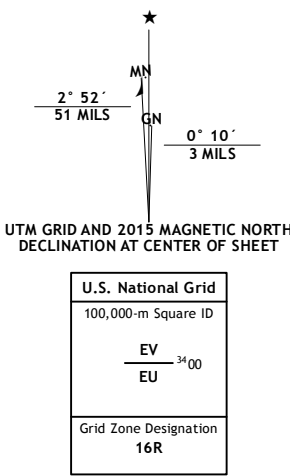 MN
2° 52´
51 MILS
GN
0° 10´
3 MILS
UTM GRID AND 2015 MAGNETIC NORTH
DECLINATION AT CENTER OF SHEET
U.S. National Grid
100,000-m Square ID
EV
3400
EU
Grid Zone Designation
16R